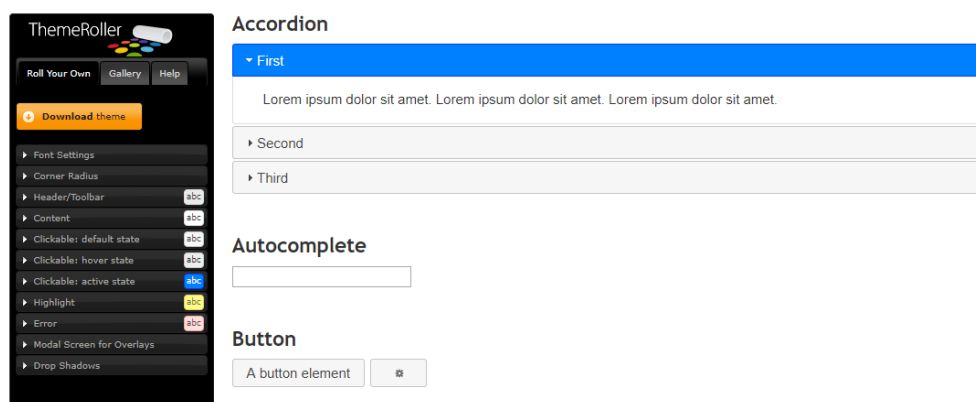 ThemeRoller
Roll Your Own
Gallery
Help
Download theme
Font Settings
Corner Radius
Header/Toolbar abc
Content abc
Clickable: default state abc
Clickable: hover state abc
Clickable: active state abc
Highlight abc
Error abc
Modal Screen for Overlays
Drop Shadows
Accordion
First
Lorem ipsum dolor sit amet. Lorem ipsum dolor sit amet. Lorem ipsum dolor sit amet.
Second
Third
Autocomplete
Button
A button element